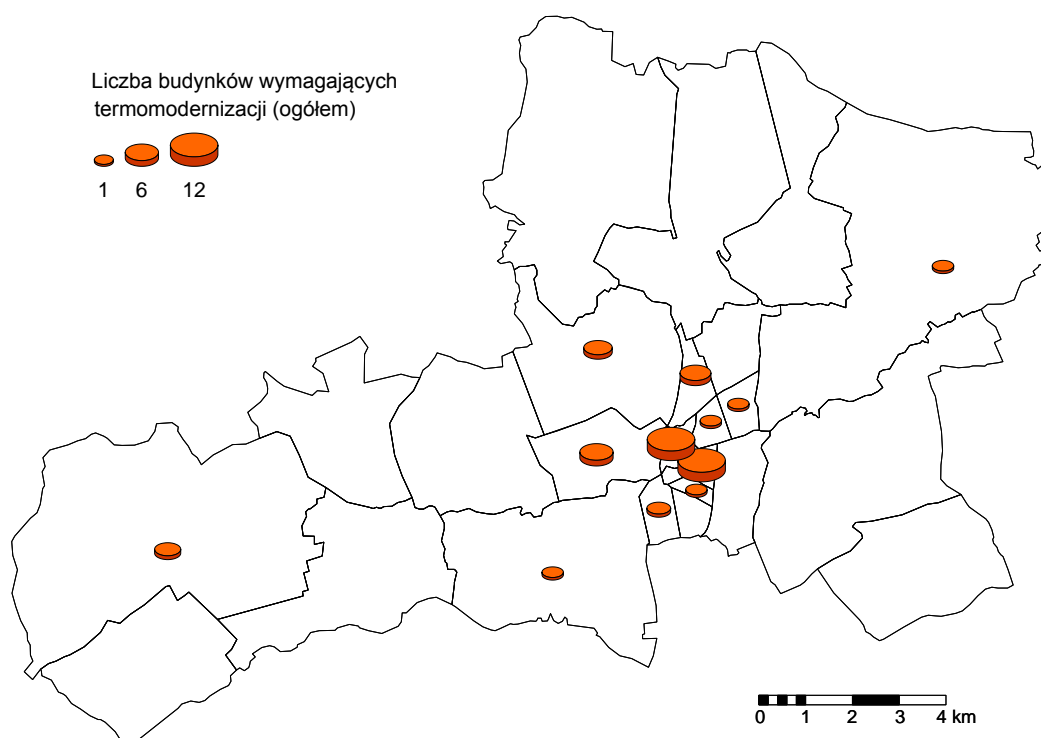 Liczba budynków wymagających
termomodernizacji (ogółem)
1 6 12
0 1 2 3 4 km